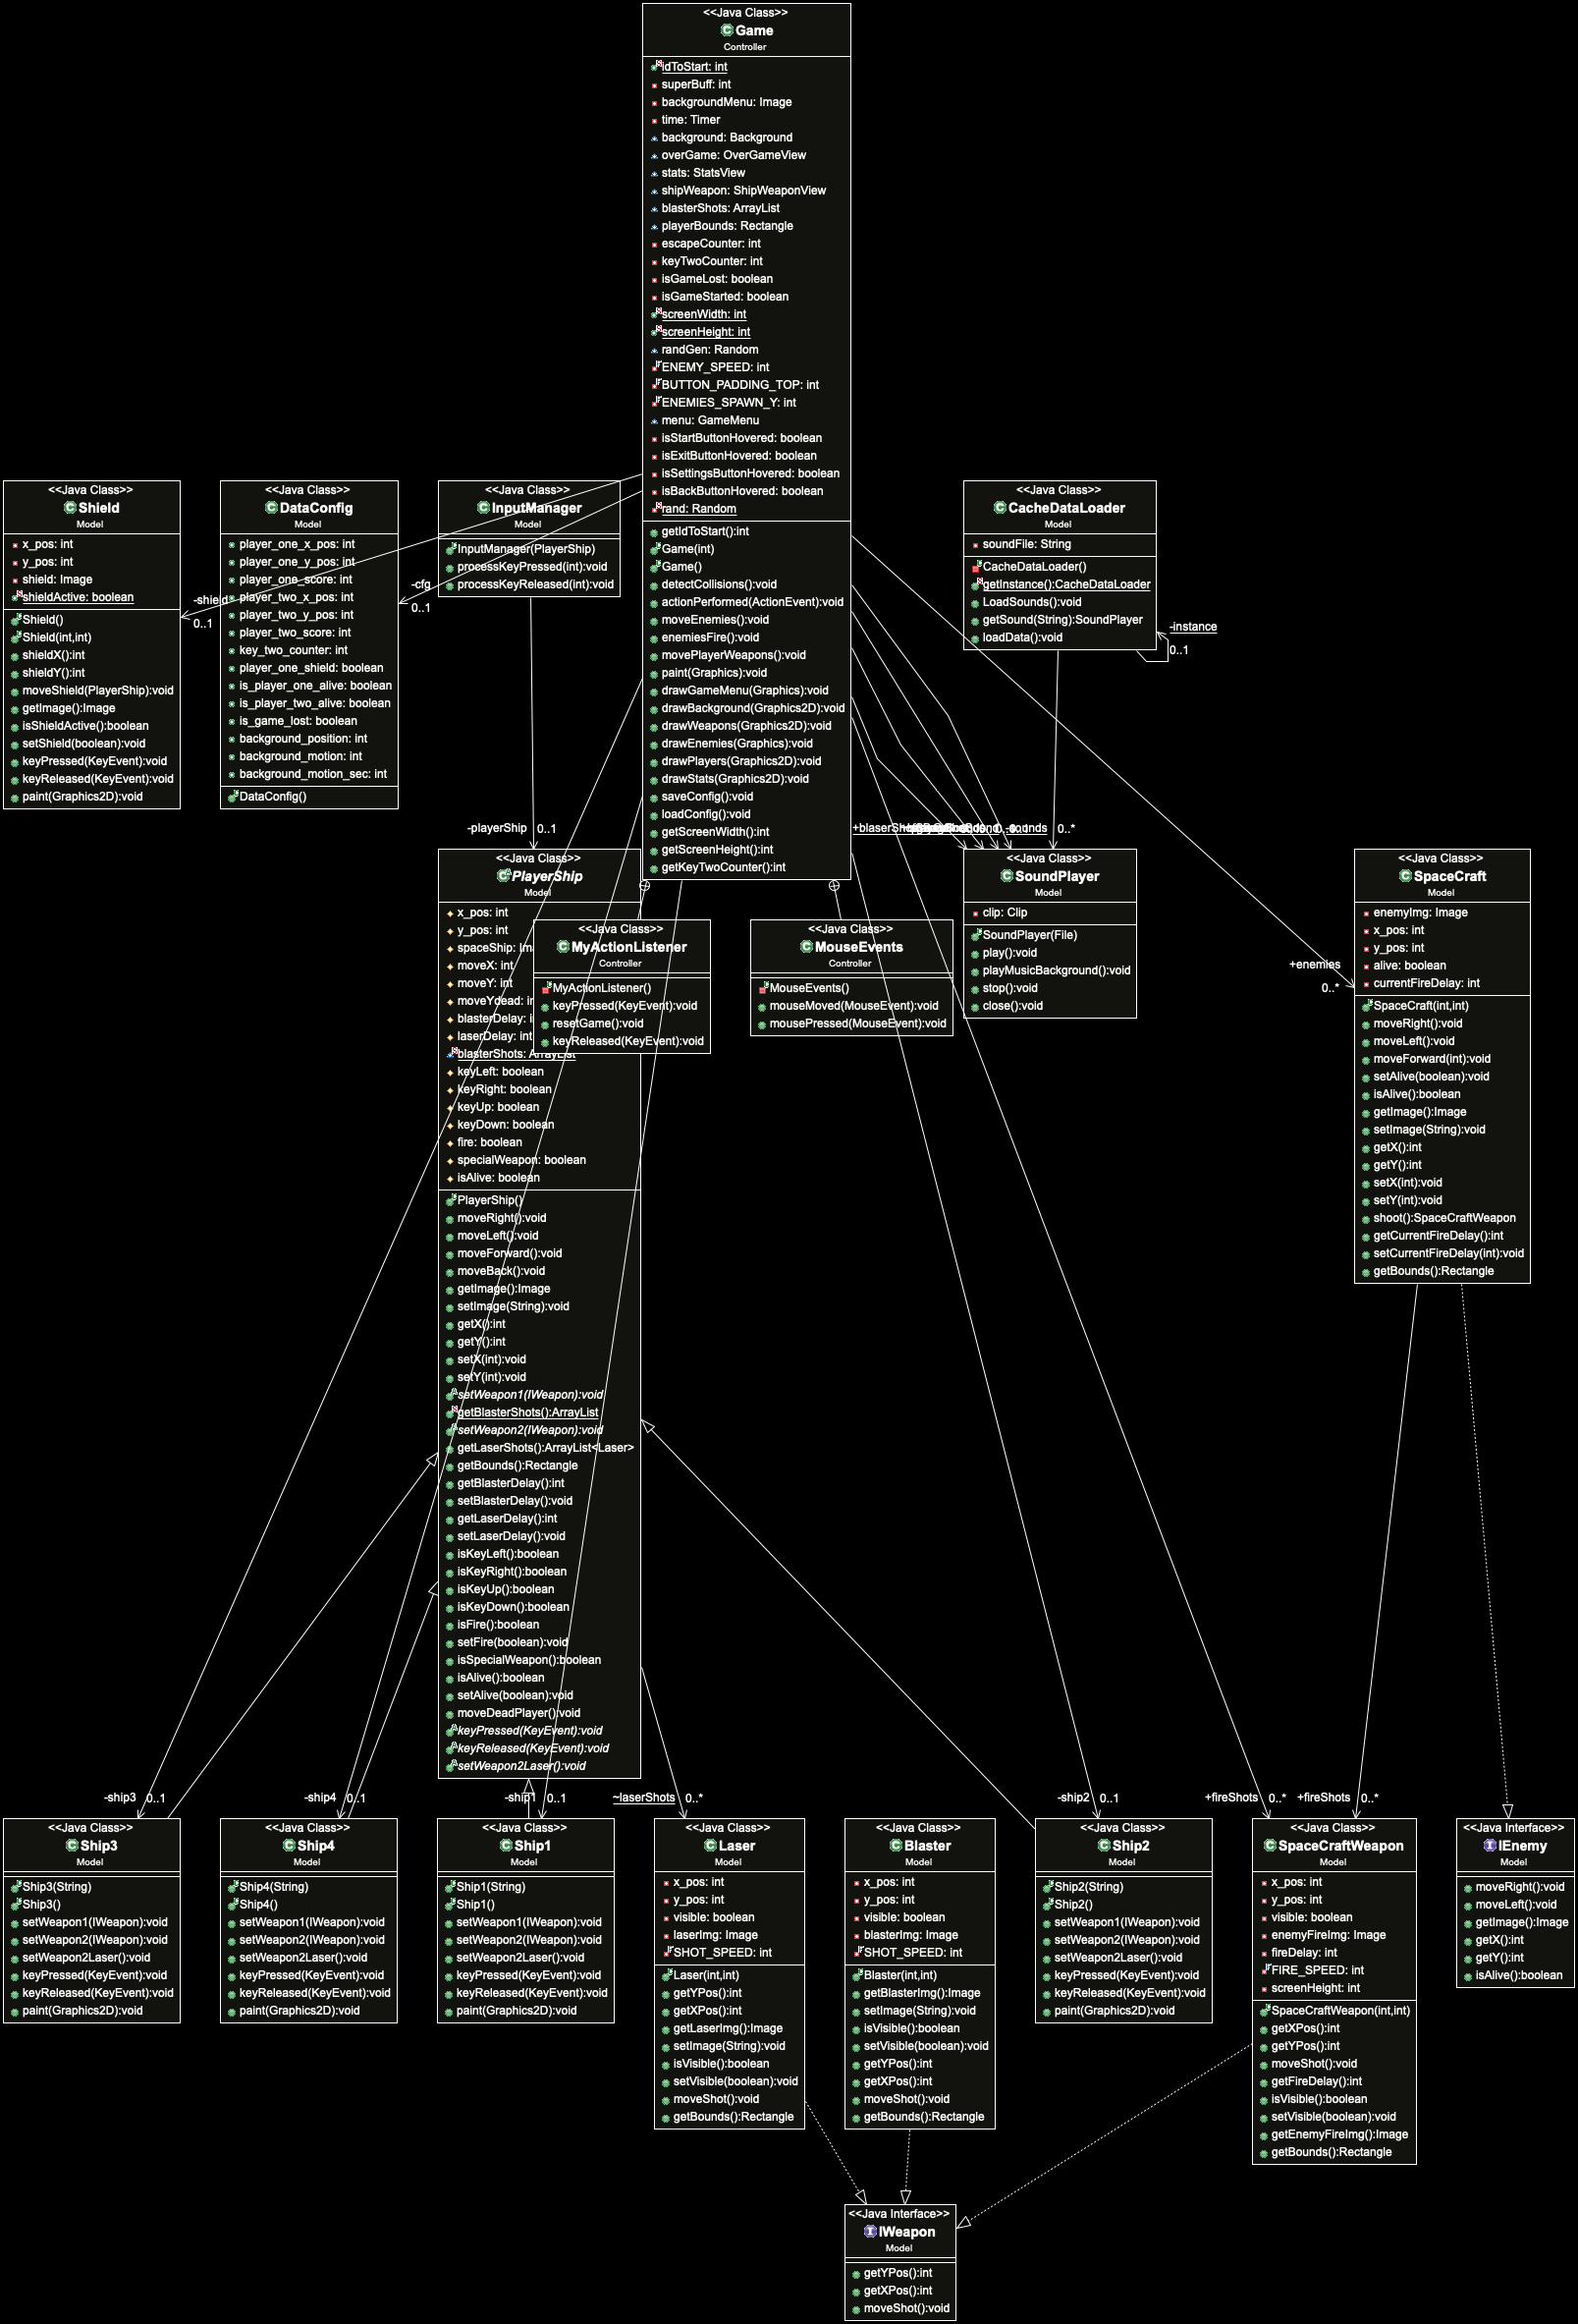 <<Java Class>>
Game
Controller
idToStart: int
superBuff: int
backgroundMenu: Image
time: Timer
background: Background
overGame: OverGameView
stats: StatsView
shipWeapon: ShipWeaponView
blasterShots: ArrayList
playerBounds: Rectangle
escapeCounter: int
keyTwoCounter: int
isGameLost: boolean
isGameStarted: boolean
screenWidth: int
screenHeight: int
randGen: Random
ENEMY_SPEED: int
BUTTON_PADDING_TOP: int
ENEMIES_SPAWN_Y: int
menu: GameMenu
isStartButtonHovered: boolean
isExitButtonHovered: boolean
isSettingsButtonHovered: boolean
isBackButtonHovered: boolean
rand: Random
getIdToStart():int
Game(int)
Game()
detectCollisions():void
actionPerformed(ActionEvent):void
moveEnemies():void
enemiesFire():void
movePlayerWeapons():void
paint(Graphics):void
drawGameMenu(Graphics):void
drawBackground(Graphics2D):void
drawWeapons(Graphics2D):void
drawEnemies(Graphics):void
drawPlayers(Graphics2D):void
drawStats(Graphics2D):void
saveConfig():void
loadConfig():void
getScreenWidth():int
getScreenHeight():int
getKeyTwoCounter():int
<<Java Class>>
Shield
Model
x_pos: int
y_pos: int
shield: Image
shieldActive: boolean
Shield()
Shield(int,int)
shieldX():int
shieldY():int
moveShield(PlayerShip):void
getImage():Image
isShieldActive():boolean
setShield(boolean):void
keyPressed(KeyEvent):void
keyReleased(KeyEvent):void
paint(Graphics2D):void
-shield
0..1
<<Java Class>>
DataConfig
Model
player_one_x_pos: int
player_one_y_pos: int
player_one_score: int
player_two_x_pos: int
player_two_y_pos: int
player_two_score: int
key_two_counter: int
player_one_shield: boolean
is_player_one_alive: boolean
is_player_two_alive: boolean
is_game_lost: boolean
background_position: int
background_motion: int
background_motion_sec: int
DataConfig()
-cfg
0..1
<<Java Class>>
InputManager
Model
InputManager(PlayerShip)
processKeyPressed(int):void
processKeyReleased(int):void
-playerShip
0..1
<<Java Class>>
CacheDataLoader
Model
soundFile: String
CacheDataLoader()
getInstance():CacheDataLoader
LoadSounds():void
getSound(String):SoundPlayer
loadData():void
-instance
0..1
-sounds
0..*
<<Java Class>>
PlayerShip
Model
x_pos: int
y_pos: int
spaceShip:
moveX: int
moveY: int
moveYdead:
blasterDelay:
laserDelay: int
blasterShots: ArrayList
keyLeft: boolean
keyRight: boolean
keyUp: boolean
keyDown: boolean
fire: boolean
specialWeapon: boolean
isAlive: boolean
PlayerShip()
moveRight():void
moveLeft():void
moveForward():void
moveBack():void
getImage():Image
setImage(String):void
getX():int
getY():int
setX(int):void
setY(int):void
setWeapon1(IWeapon):void
getBlasterShots():ArrayList
setWeapon2(IWeapon):void
getLaserShots():ArrayList<Laser>
getBounds():Rectangle
getBlasterDelay():int
setBlasterDelay():void
getLaserDelay():int
setLaserDelay():void
isKeyLeft():boolean
isKeyRight():boolean
isKeyUp():boolean
isKeyDown():boolean
isFire():boolean
setFire(boolean):void
isSpecialWeapon():boolean
isAlive():boolean
setAlive(boolean):void
moveDeadPlayer():void
keyPressed(KeyEvent):void
keyReleased(KeyEvent):void
setWeapon2Laser():void
<<Java Class>>
MyActionListener
Controller
MyActionListener()
keyPressed(KeyEvent):void
resetGame():void
keyReleased(KeyEvent):void
<<Java Class>>
MouseEvents
Controller
MouseEvents()
mouseMoved(MouseEvent):void
mousePressed(MouseEvent):void
<<Java Class>>
SoundPlayer
Model
clip: Clip
SoundPlayer(File)
play():void
playMusicBackground():void
stop():void
close():void
<<Java Class>>
SpaceCraft
Model
enemyImg: Image
x_pos: int
y_pos: int
alive: boolean
currentFireDelay: int
SpaceCraft(int,int)
moveRight():void
moveLeft():void
moveForward(int):void
setAlive(boolean):void
isAlive():boolean
getImage():Image
setImage(String):void
getX():int
getY():int
setX(int):void
setY(int):void
shoot():SpaceCraftWeapon
getCurrentFireDelay():int
setCurrentFireDelay(int):void
getBounds():Rectangle
+enemies
0..*
-ship3
0..1
-ship4
0..1
-ship1
0..1
~laserShots
0..*
-ship2
0..1
+fireShots
0..*
+fireShots
0..*
<<Java Class>>
Ship3
Model
Ship3(String)
Ship3()
setWeapon1(IWeapon):void
setWeapon2(IWeapon):void
setWeapon2Laser():void
keyPressed(KeyEvent):void
keyReleased(KeyEvent):void
paint(Graphics2D):void
<<Java Class>>
Ship4
Model
Ship4(String)
Ship4()
setWeapon1(IWeapon):void
setWeapon2(IWeapon):void
setWeapon2Laser():void
keyPressed(KeyEvent):void
keyReleased(KeyEvent):void
paint(Graphics2D):void
<<Java Class>>
Ship1
Model
Ship1(String)
Ship1()
setWeapon1(IWeapon):void
setWeapon2(IWeapon):void
setWeapon2Laser():void
keyPressed(KeyEvent):void
keyReleased(KeyEvent):void
paint(Graphics2D):void
<<Java Class>>
Laser
Model
x_pos: int
y_pos: int
visible: boolean
laserImg: Image
SHOT_SPEED: int
Laser(int,int)
getYPos():int
getXPos():int
getLaserImg():Image
setImage(String):void
isVisible():boolean
setVisible(boolean):void
moveShot():void
getBounds():Rectangle
<<Java Class>>
Blaster
Model
x_pos: int
y_pos: int
visible: boolean
blasterImg: Image
SHOT_SPEED: int
Blaster(int,int)
getBlasterImg():Image
setImage(String):void
isVisible():boolean
setVisible(boolean):void
getYPos():int
getXPos():int
moveShot():void
getBounds():Rectangle
<<Java Class>>
Ship2
Model
Ship2(String)
Ship2()
setWeapon1(IWeapon):void
setWeapon2(IWeapon):void
setWeapon2Laser():void
keyPressed(KeyEvent):void
keyReleased(KeyEvent):void
paint(Graphics2D):void
<<Java Class>>
SpaceCraftWeapon
Model
x_pos: int
y_pos: int
visible: boolean
enemyFireImg: Image
fireDelay: int
FIRE_SPEED: int
screenHeight: int
SpaceCraftWeapon(int,int)
getXPos():int
getYPos():int
moveShot():void
getFireDelay():int
isVisible():boolean
setVisible(boolean):void
getEnemyFireImg():Image
getBounds():Rectangle
<<Java Interface>>
IEnemy
Model
moveRight():void
moveLeft():void
getImage():Image
getX():int
getY():int
isAlive():boolean
<<Java Interface>>
IWeapon
Model
getYPos():int
getXPos():int
moveShot():void